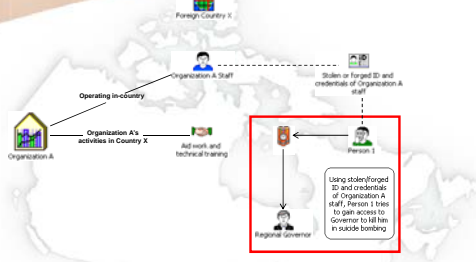 Foreign Country X
Organization A Staff
Stolen or forged ID and
credentials of Organization A
staff
Operating in-country
Organization A
Organization A's
activities in Country X
Aid work and
technical training
Person 1
Using stolen/forged
ID and credentials
of Organization A
staff, Person 1 tries
to gain access to
Governor to kill him
in suicide bombing
Regional Governor